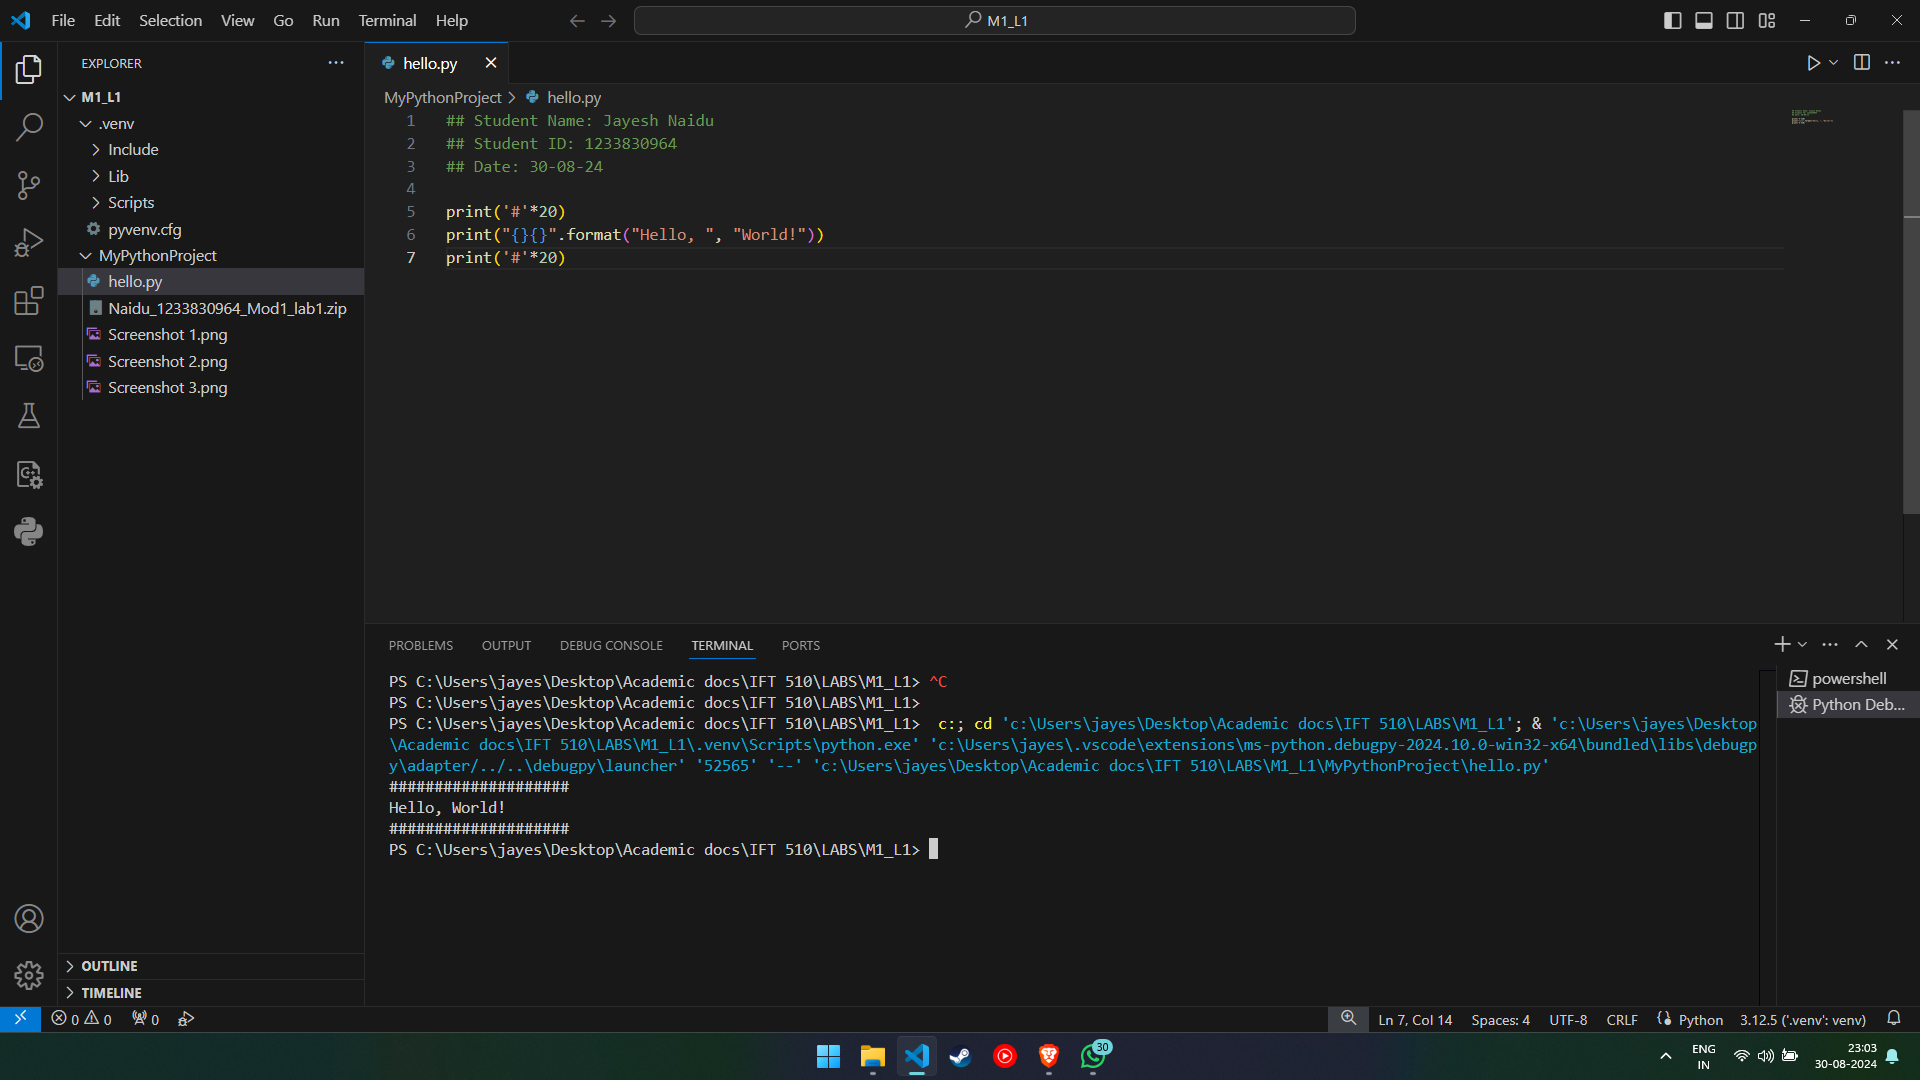 File Edit Selection View Go Run Terminal Help
M1_L1
EXPLORER
M1_L1
.venv
Include
Lib
Scripts
pyvenv.cfg
MyPythonProject
hello.py
Naidu_1233830964_Mod1_lab1.zip
Screenshot 1.png
Screenshot 2.png
Screenshot 3.png
OUTLINE
TIMELINE
hello.py
MyPythonProject > hello.py
1 ## Student Name: Jayesh Naidu
2 ## Student ID: 1233830964
3 ## Date: 30-08-24
4
5 print('#'*20)
6 print("{}{}".format("Hello, ", "World!"))
7 print('#'*20)
PROBLEMS OUTPUT DEBUG CONSOLE TERMINAL PORTS
PS C:\Users\jayes\Desktop\Academic docs\IFT 510\LABS\M1_L1> ^C
PS C:\Users\jayes\Desktop\Academic docs\IFT 510\LABS\M1_L1>
PS C:\Users\jayes\Desktop\Academic docs\IFT 510\LABS\M1_L1>  c:; cd 'c:\Users\jayes\Desktop\Academic docs\IFT 510\LABS\M1_L1'; & 'c:\Users\jayes\Desktop
\Academic docs\IFT 510\LABS\M1_L1\.venv\Scripts\python.exe' 'c:\Users\jayes\.vscode\extensions\ms-python.debugpy-2024.10.0-win32-x64\bundled\libs\debugp
y\adapter/../..\debugpy\launcher' '52565' '--' 'c:\Users\jayes\Desktop\Academic docs\IFT 510\LABS\M1_L1\MyPythonProject\hello.py'
####################
Hello, World!
####################
PS C:\Users\jayes\Desktop\Academic docs\IFT 510\LABS\M1_L1>
powershell
Python Deb...
0 0 0
Ln 7, Col 14 Spaces: 4 UTF-8 CRLF Python 3.12.5 ('.venv': venv)
30
ENG
IN
23:03
30-08-2024